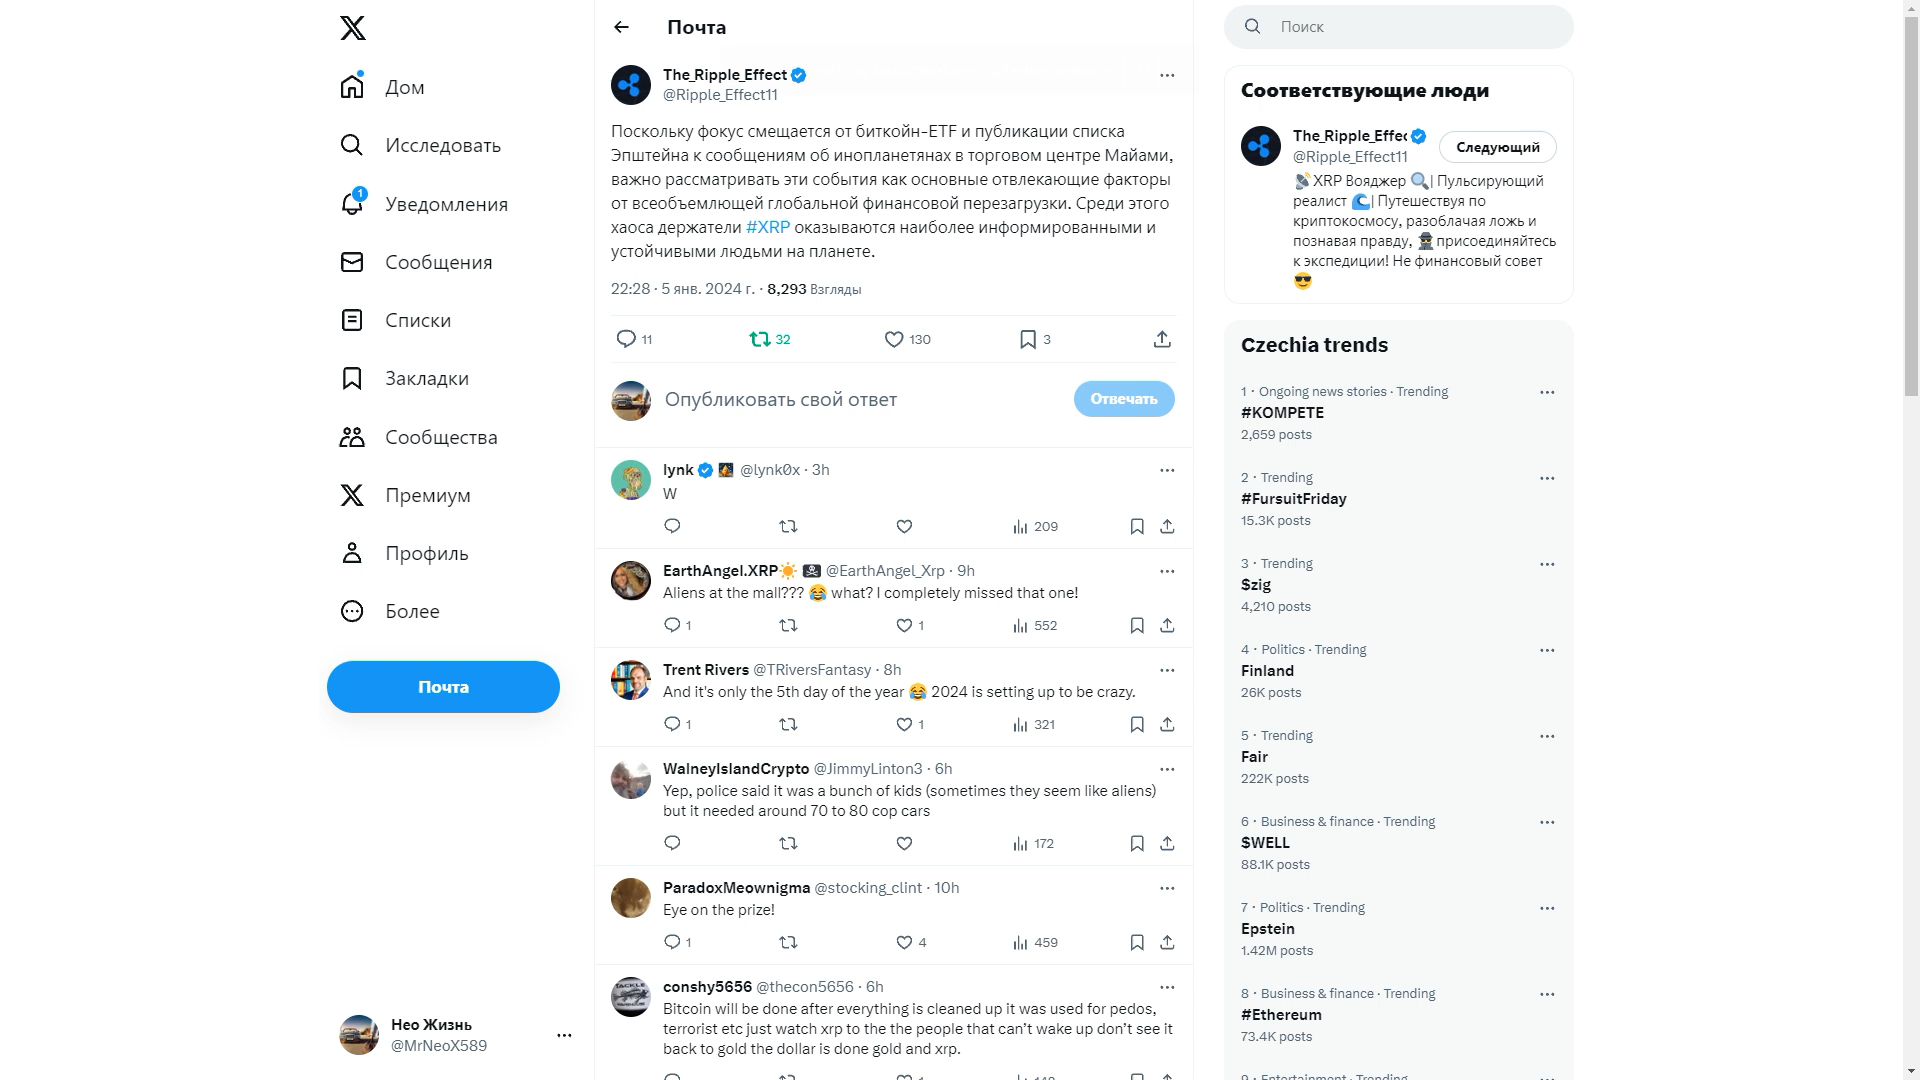 Дом
Исследовать
1
Уведомления
Сообщения
Списки
Закладки
Сообщества
Премиум
Профиль
Более
Почта
Нео Жизнь
@MrNeoX589
Почта
The_Ripple_Effect
@Ripple_Effect11
Поскольку фокус смещается от биткойн-ETF и публикации списка
Эпштейна к сообщениям об инопланетянах в торговом центре Майами,
важно рассматривать эти события как основные отвлекающие факторы
от всеобъемлющей глобальной финансовой перезагрузки. Среди этого
хаоса держатели #XRP оказываются наиболее информированными и
устойчивыми людьми на планете.
22:28 · 5 янв. 2024 г. · 8,293 Взгляды
11 32 130 3
Опубликовать свой ответ
Отвечать
lynk @lynk0x · 3h
W
209
EarthAngel.XRP☀️ 🏴‍☠️ @EarthAngel_Xrp · 9h
Aliens at the mall??? 😂 what? I completely missed that one!
1 1 552
Trent Rivers @TRiversFantasy · 8h
And it's only the 5th day of the year 😂 2024 is setting up to be crazy.
1 1 321
WalneyIslandCrypto @JimmyLinton3 · 6h
Yep, police said it was a bunch of kids (sometimes they seem like aliens)
but it needed around 70 to 80 cop cars
172
ParadoxMeownigma @stocking_clint · 10h
Eye on the prize!
1 4 459
conshy5656 @thecon5656 · 6h
Bitcoin will be done after everything is cleaned up it was used for pedos,
terrorist etc just watch xrp to the the people that can't wake up don't see it
back to gold the dollar is done gold and xrp.
Поиск
Соответствующие люди
The_Ripple_Effec
@Ripple_Effect11
Следующий
📡XRP Вояджер 🔍| Пульсирующий
реалист 🌊| Путешествуя по
криптокосмосу, разоблачая ложь и
познавая правду, 🕵️присоединяйтесь
к экспедиции! Не финансовый совет
😎
Czechia trends
1 · Ongoing news stories · Trending
#KOMPETE
2,659 posts
2 · Trending
#FursuitFriday
15.3K posts
3 · Trending
$zig
4,210 posts
4 · Politics · Trending
Finland
26K posts
5 · Trending
Fair
222K posts
6 · Business & finance · Trending
$WELL
88.1K posts
7 · Politics · Trending
Epstein
1.42M posts
8 · Business & finance · Trending
#Ethereum
73.4K posts
9 · Entertainment · Trending